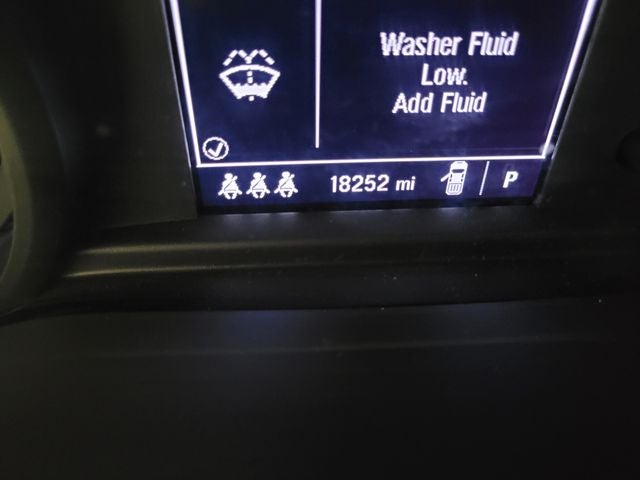 Washer Fluid
Low.
Add Fluid
18252 mi
P